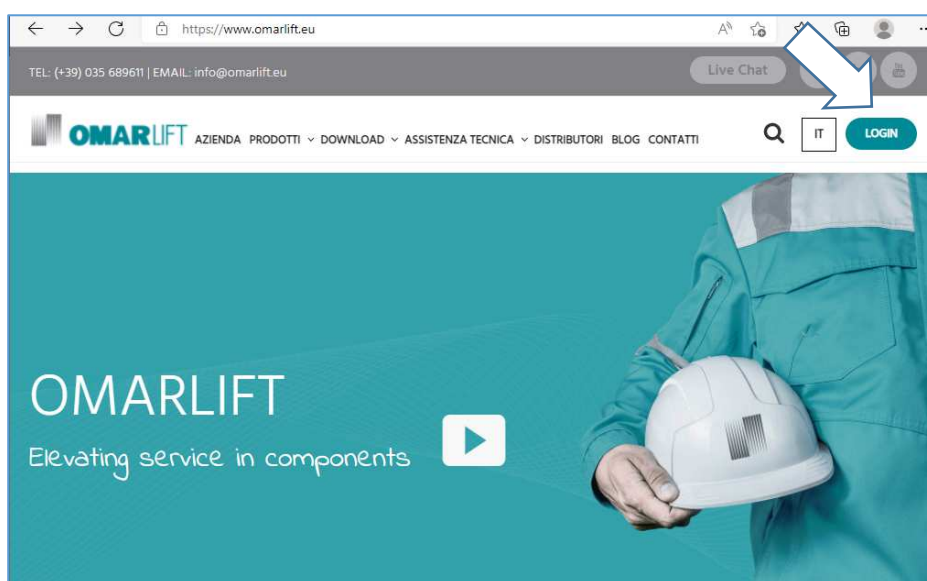 https://www.omarlift.eu
TEL: (+39) 035 689611 | EMAIL: info@omarlift.eu
Live Chat
OMARLIFT
AZIENDA PRODOTTI DOWNLOAD ASSISTENZA TECNICA DISTRIBUTORI BLOG CONTATTI
IT
LOGIN
OMARLIFT
Elevating service in components